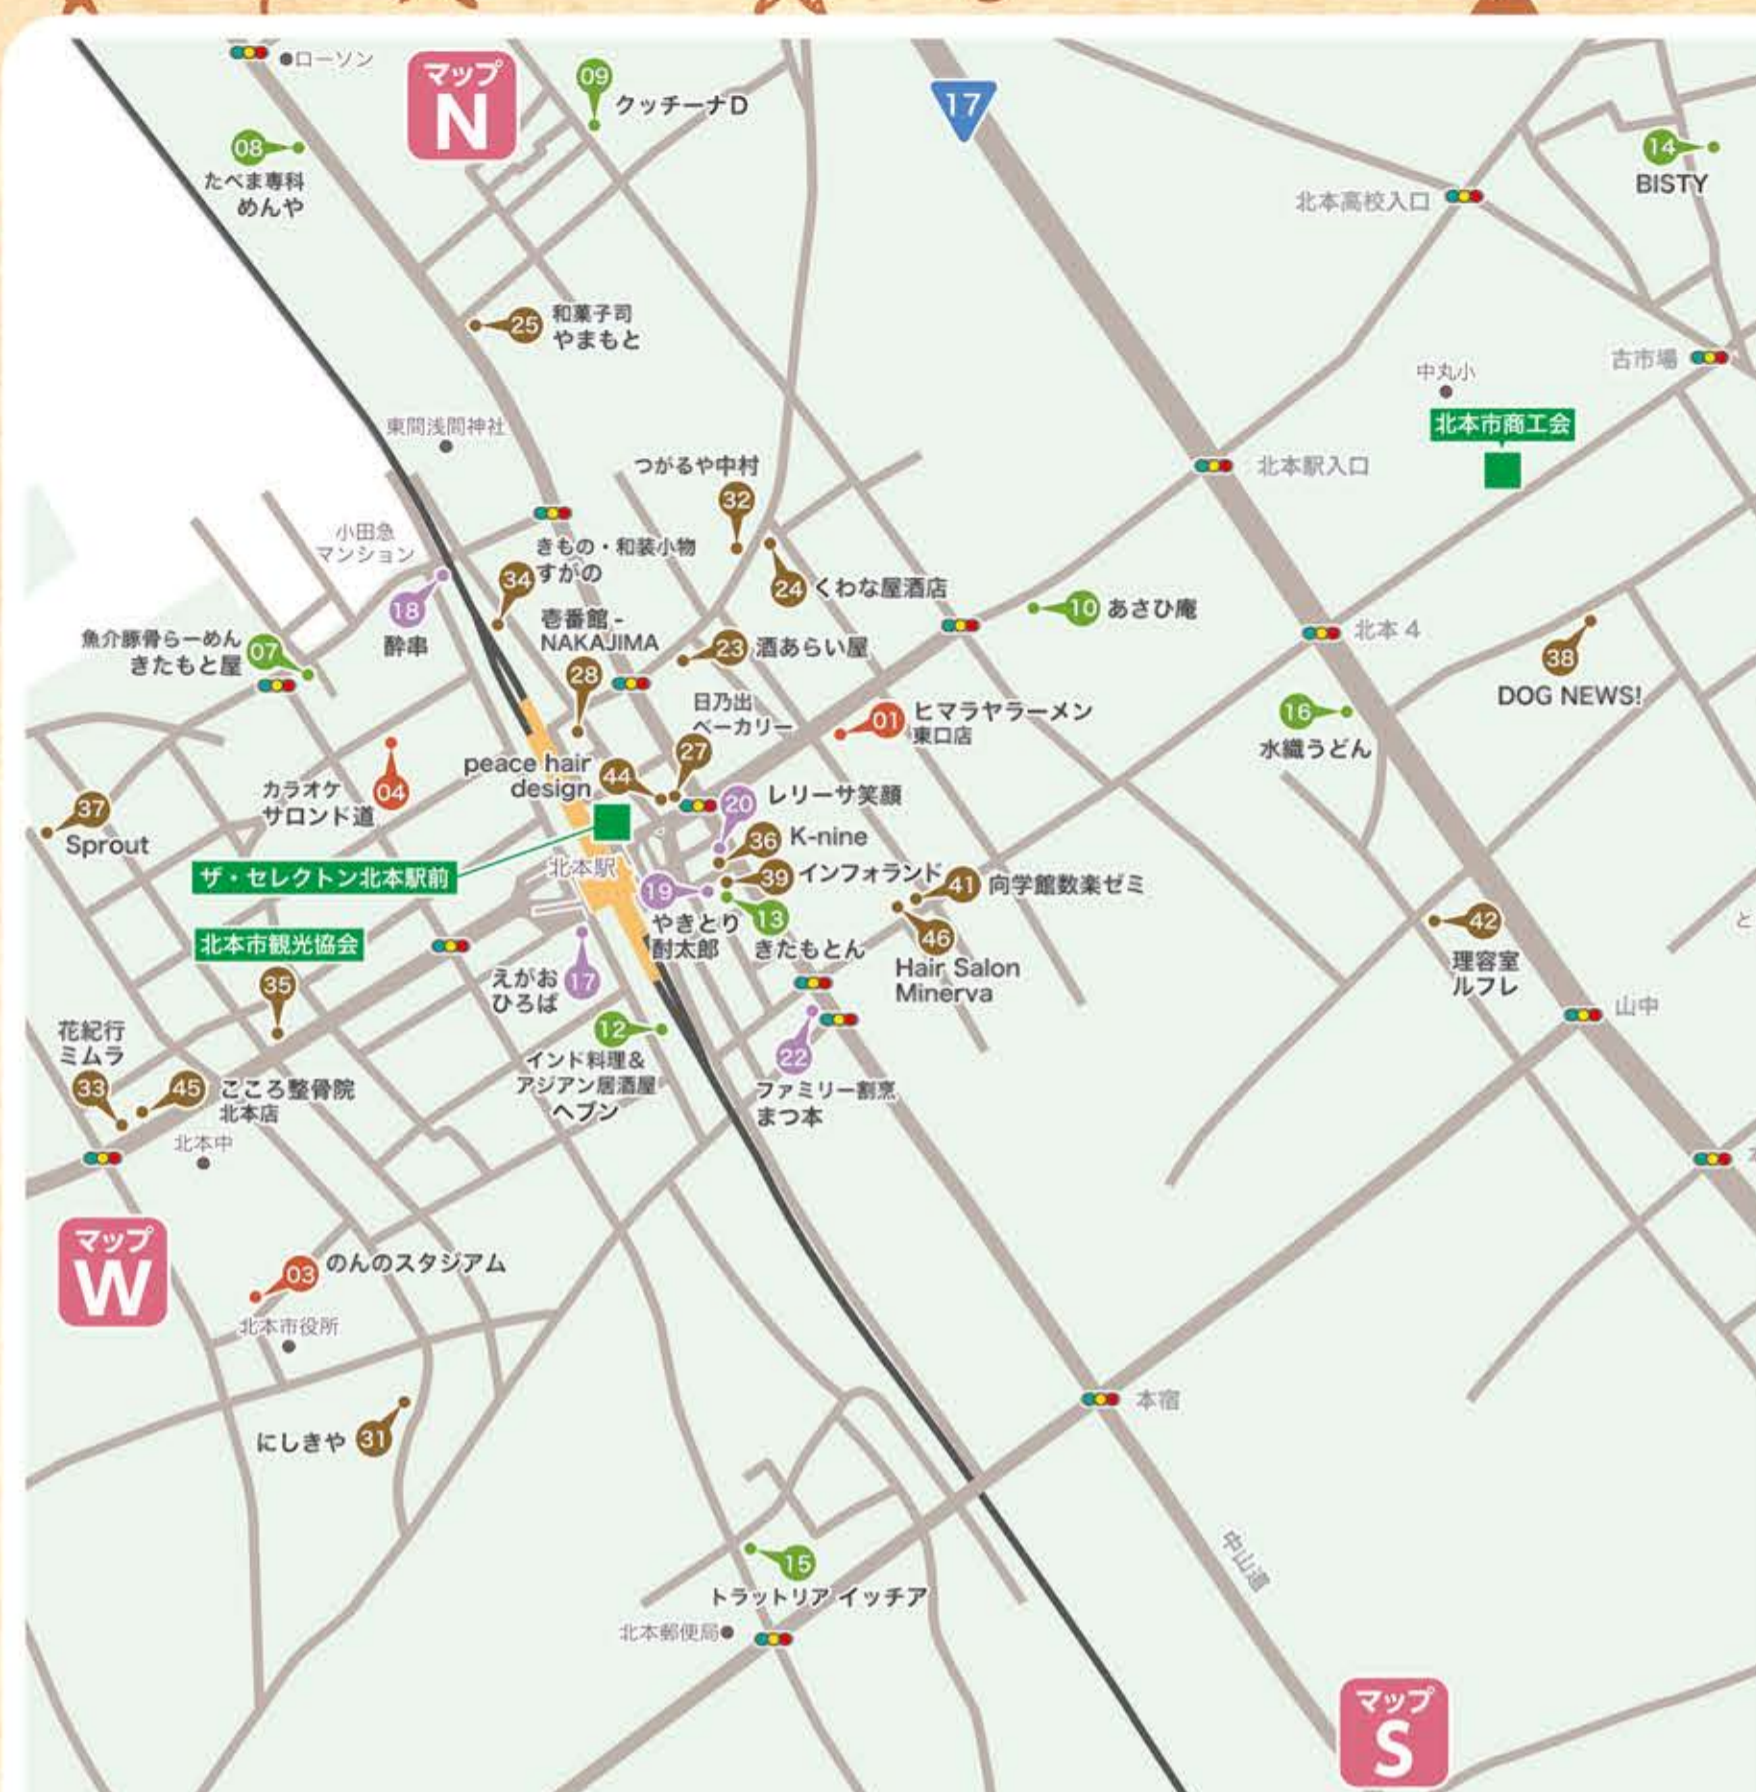 ローソン
マップ
N
09
クッチーナD
17
08
たべま専科
めんや
14
BISTY
北本高校入口
25
和菓子司
やまもと
古市場
中丸小
北本市商工会
東間浅間神社
つがるや中村
32
北本駅入口
小田急
マンション
きもの・和装小物
すがの
34
24
くわな屋酒店
18
酔串
10
あさひ庵
壱番館 -
NAKAJIMA
28
23
酒あらい屋
北本 4
38
DOG NEWS!
魚介豚骨らーめん
きたもと屋
07
日乃出
ベーカリー
27
01
ヒマラヤラーメン
東口店
16
水織うどん
peace hair
design
44
カラオケ
サロンド道
04
37
Sprout
20
レリーサ笑顔
36
K-nine
39
インフォランド
41
向学館数楽ゼミ
ザ・セレクトン北本駅前
北本駅
19
やきとり
酎太郎
13
きたもとん
46
Hair Salon
Minerva
42
理容室
ルフレ
と
北本市観光協会
35
えがお
ひろば
17
山中
12
インド料理&
アジアン居酒屋
ヘブン
22
ファミリー割烹
まつ本
花紀行
ミムラ
33
45
こころ整骨院
北本店
北本中
マップ
W
03
のんのスタジアム
北本市役所
にしきや
31
本宿
中山道
15
トラットリア イッチア
北本郵便局
マップ
S